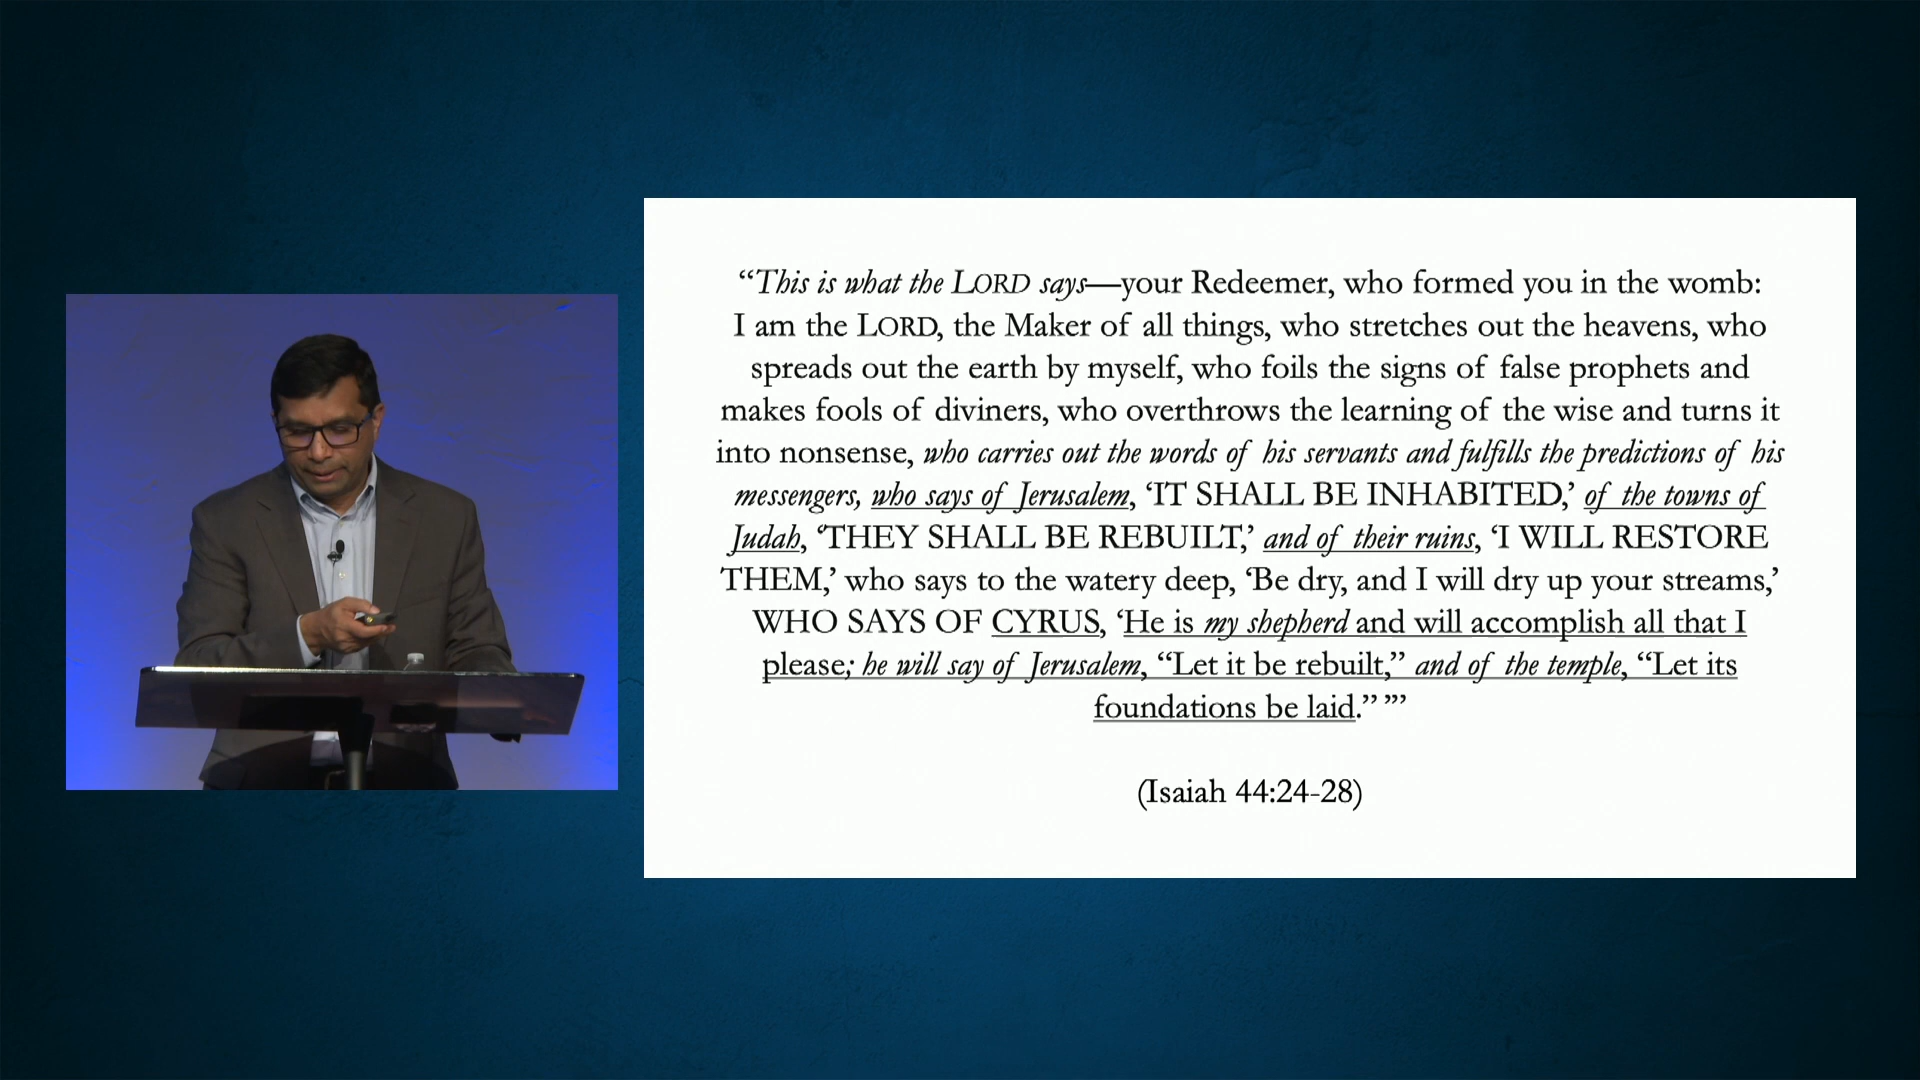 “This is what the LORD says—your Redeemer, who formed you in the womb:
I am the LORD, the Maker of all things, who stretches out the heavens, who
spreads out the earth by myself, who foils the signs of false prophets and
makes fools of diviners, who overthrows the learning of the wise and turns it
into nonsense, who carries out the words of his servants and fulfills the predictions of his
messengers, who says of Jerusalem, ‘IT SHALL BE INHABITED,’ of the towns of
Judah, ‘THEY SHALL BE REBUILT,’ and of their ruins, ‘I WILL RESTORE
THEM,’ who says to the watery deep, ‘Be dry, and I will dry up your streams,’
WHO SAYS OF CYRUS, ‘He is my shepherd and will accomplish all that I
please; he will say of Jerusalem, “Let it be rebuilt,” and of the temple, “Let its
foundations be laid.” ’”
(Isaiah 44:24-28)